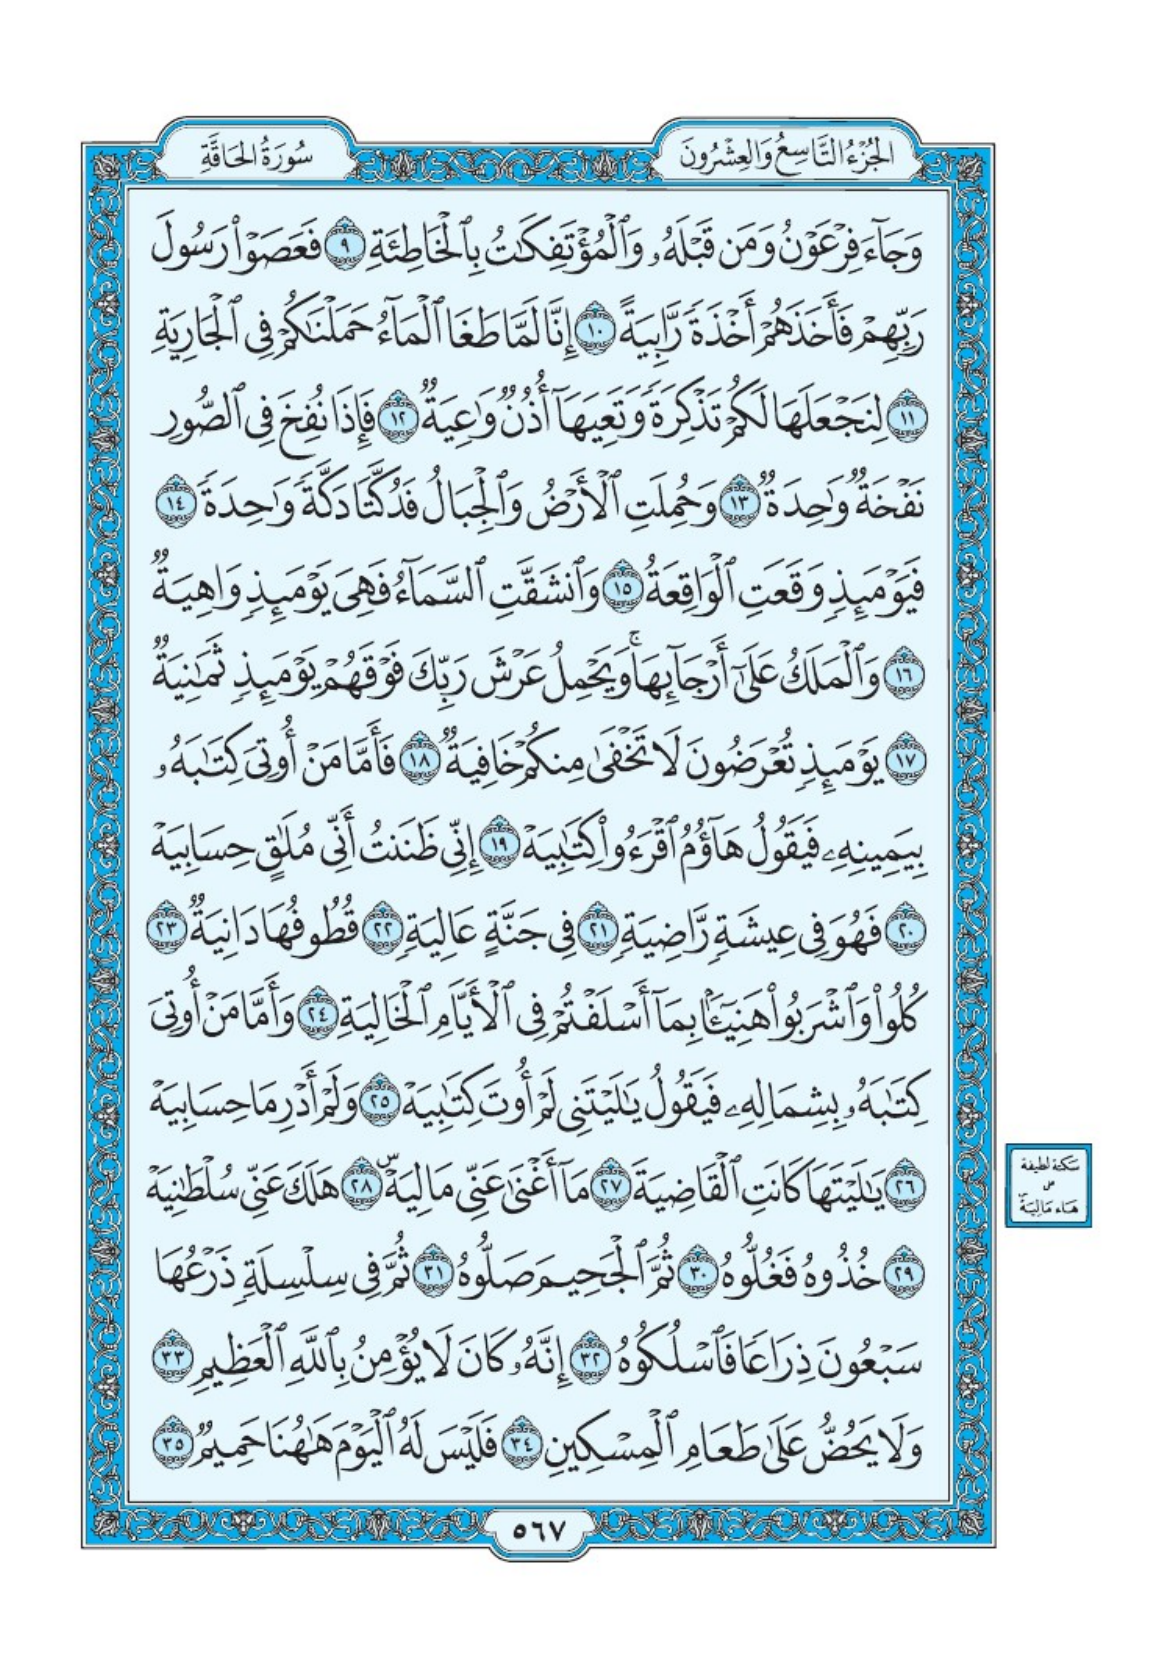 الجُزْءُ التَّاسِعُ وَالعِشْرُونَ
سُورَةُ الحَاقَّةِ
وَجَآءَ فِرْعَوْنُ وَمَن قَبْلَهُۥ وَٱلْمُؤْتَفِكَٰتُ بِٱلْخَاطِئَةِ ٩ فَعَصَوْا۟ رَسُولَ
رَبِّهِمْ فَأَخَذَهُمْ أَخْذَةً رَّابِيَةً ١٠ إِنَّا لَمَّا طَغَا ٱلْمَآءُ حَمَلْنَٰكُمْ فِى ٱلْجَارِيَةِ
١١ لِنَجْعَلَهَا لَكُمْ تَذْكِرَةً وَتَعِيَهَآ أُذُنٌ وَٰعِيَةٌ ١٢ فَإِذَا نُفِخَ فِى ٱلصُّورِ
نَفْخَةٌ وَٰحِدَةٌ ١٣ وَحُمِلَتِ ٱلْأَرْضُ وَٱلْجِبَالُ فَدُكَّتَا دَكَّةً وَٰحِدَةً ١٤
فَيَوْمَئِذٍ وَقَعَتِ ٱلْوَاقِعَةُ ١٥ وَٱنشَقَّتِ ٱلسَّمَآءُ فَهِىَ يَوْمَئِذٍ وَاهِيَةٌ
١٦ وَٱلْمَلَكُ عَلَىٰٓ أَرْجَآئِهَا ۚ وَيَحْمِلُ عَرْشَ رَبِّكَ فَوْقَهُمْ يَوْمَئِذٍ ثَمَٰنِيَةٌ
١٧ يَوْمَئِذٍ تُعْرَضُونَ لَا تَخْفَىٰ مِنكُمْ خَافِيَةٌ ١٨ فَأَمَّا مَنْ أُوتِىَ كِتَٰبَهُۥ
بِيَمِينِهِۦ فَيَقُولُ هَآؤُمُ ٱقْرَءُوا۟ كِتَٰبِيَهْ ١٩ إِنِّى ظَنَنتُ أَنِّى مُلَٰقٍ حِسَابِيَهْ
٢٠ فَهُوَ فِى عِيشَةٍ رَّاضِيَةٍ ٢١ فِى جَنَّةٍ عَالِيَةٍ ٢٢ قُطُوفُهَا دَانِيَةٌ ٢٣
كُلُوا۟ وَٱشْرَبُوا۟ هَنِيٓـًٔۢا بِمَآ أَسْلَفْتُمْ فِى ٱلْأَيَّامِ ٱلْخَالِيَةِ ٢٤ وَأَمَّا مَنْ أُوتِىَ
كِتَٰبَهُۥ بِشِمَالِهِۦ فَيَقُولُ يَٰلَيْتَنِى لَمْ أُوتَ كِتَٰبِيَهْ ٢٥ وَلَمْ أَدْرِ مَا حِسَابِيَهْ
٢٦ يَٰلَيْتَهَا كَانَتِ ٱلْقَاضِيَةَ ٢٧ مَآ أَغْنَىٰ عَنِّى مَالِيَهْ ۜ ٢٨ هَلَكَ عَنِّى سُلْطَٰنِيَهْ
٢٩ خُذُوهُ فَغُلُّوهُ ٣٠ ثُمَّ ٱلْجَحِيمَ صَلُّوهُ ٣١ ثُمَّ فِى سِلْسِلَةٍ ذَرْعُهَا
سَبْعُونَ ذِرَاعًا فَٱسْلُكُوهُ ٣٢ إِنَّهُۥ كَانَ لَا يُؤْمِنُ بِٱللَّهِ ٱلْعَظِيمِ ٣٣
وَلَا يَحُضُّ عَلَىٰ طَعَامِ ٱلْمِسْكِينِ ٣٤ فَلَيْسَ لَهُ ٱلْيَوْمَ هَٰهُنَا حَمِيمٌ ٣٥
سَكتة لطيفة
على
هَاء مَالِيَهْ ۜ
٥٦٧